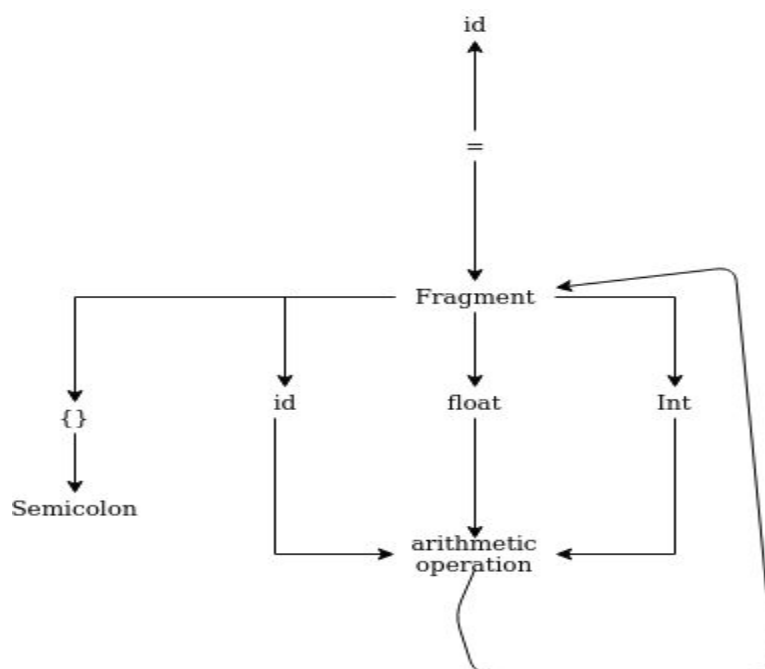 id
=
Fragment
{}
id
float
Int
Semicolon
arithmetic
operation